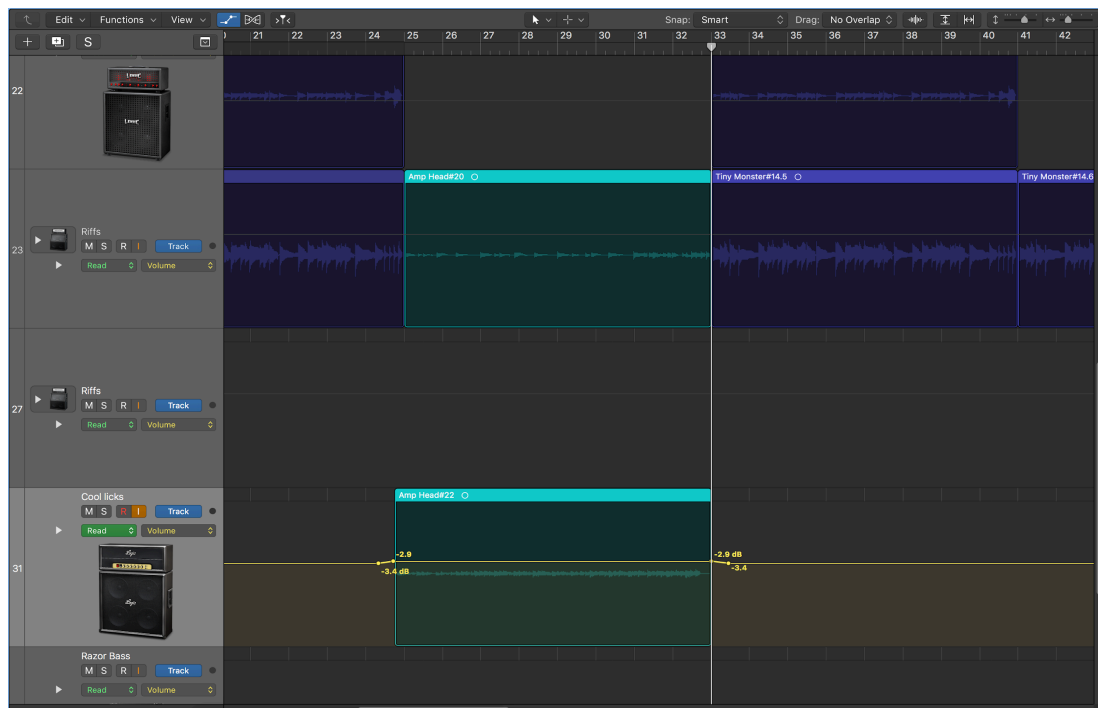 Edit Functions View Snap: Smart Drag: No Overlap
S 21 22 23 24 25 26 27 28 29 30 31 32 33 34 35 36 37 38 39 40 41 42
22
Amp Head#20 Tiny Monster#14.5 Tiny Monster#14.6
Riffs
23 M S R I Track
Read Volume
Riffs
27 M S R I Track
Read Volume
Cool licks Amp Head#22
M S R I Track
Read Volume
-2.9 -2.9 dB
31 -3.4 dB -3.4
Razor Bass
M S R I Track
Read Volume